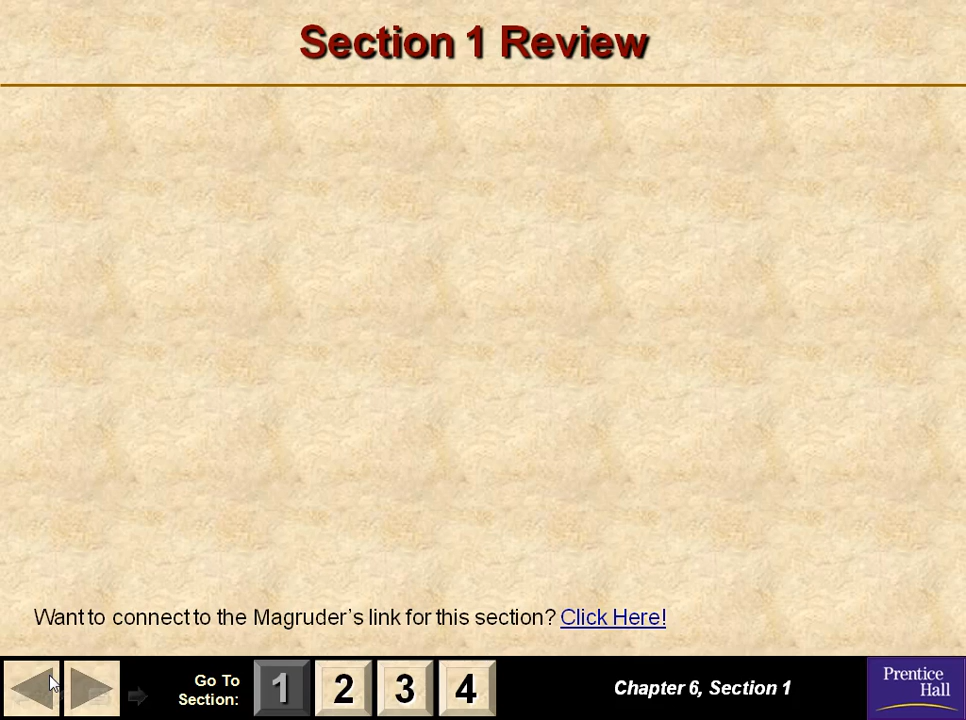 Section 1 Review
Want to connect to the Magruder's link for this section? Click Here!
Go To
Section:
1 2 3 4
Chapter 6, Section 1
Prentice
Hall